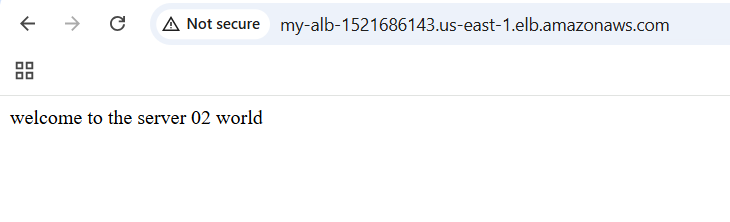 Not secure my-alb-1521686143.us-east-1.elb.amazonaws.com
welcome to the server 02 world